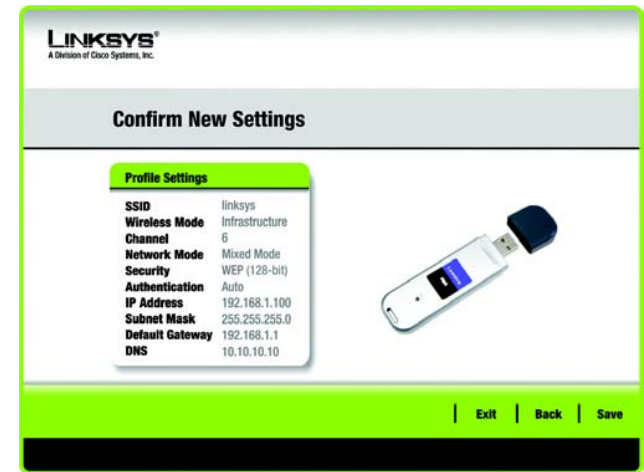 LINKSYS®
A Division of Cisco Systems, Inc.
Confirm New Settings
Profile Settings
SSID linksys
Wireless Mode Infrastructure
Channel 6
Network Mode Mixed Mode
Security WEP (128-bit)
Authentication Auto
IP Address 192.168.1.100
Subnet Mask 255.255.255.0
Default Gateway 192.168.1.1
DNS 10.10.10.10
Exit Back Save